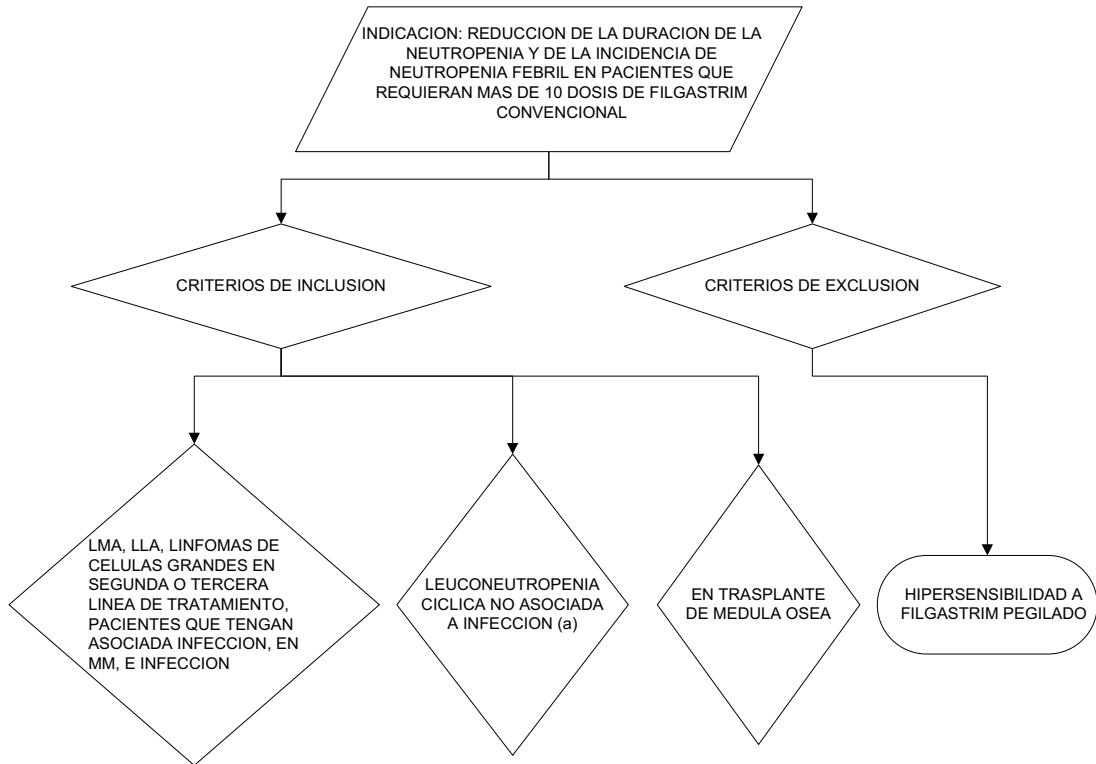 INDICACION: REDUCCION DE LA DURACION DE LA
NEUTROPENIA Y DE LA INCIDENCIA DE
NEUTROPENIA FEBRIL EN PACIENTES QUE
REQUIERAN MAS DE 10 DOSIS DE FILGASTRIM
CONVENCIONAL
CRITERIOS DE INCLUSION
CRITERIOS DE EXCLUSION
LMA, LLA, LINFOMAS DE
CELULAS GRANDES EN
SEGUNDA O TERCERA
LINEA DE TRATAMIENTO,
PACIENTES QUE TENGAN
ASOCIADA INFECCION, EN
MM, E INFECCION
LEUCONEUTROPENIA
CICLICA NO ASOCIADA
A INFECCION (a)
EN TRASPLANTE
DE MEDULA OSEA
HIPERSENSIBILIDAD A
FILGASTRIM PEGILADO